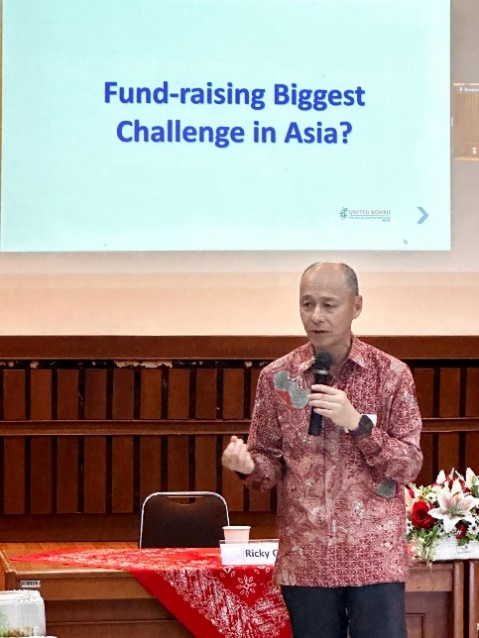 Fund-raising Biggest
Challenge in Asia?
UNITED BOARD
Ricky